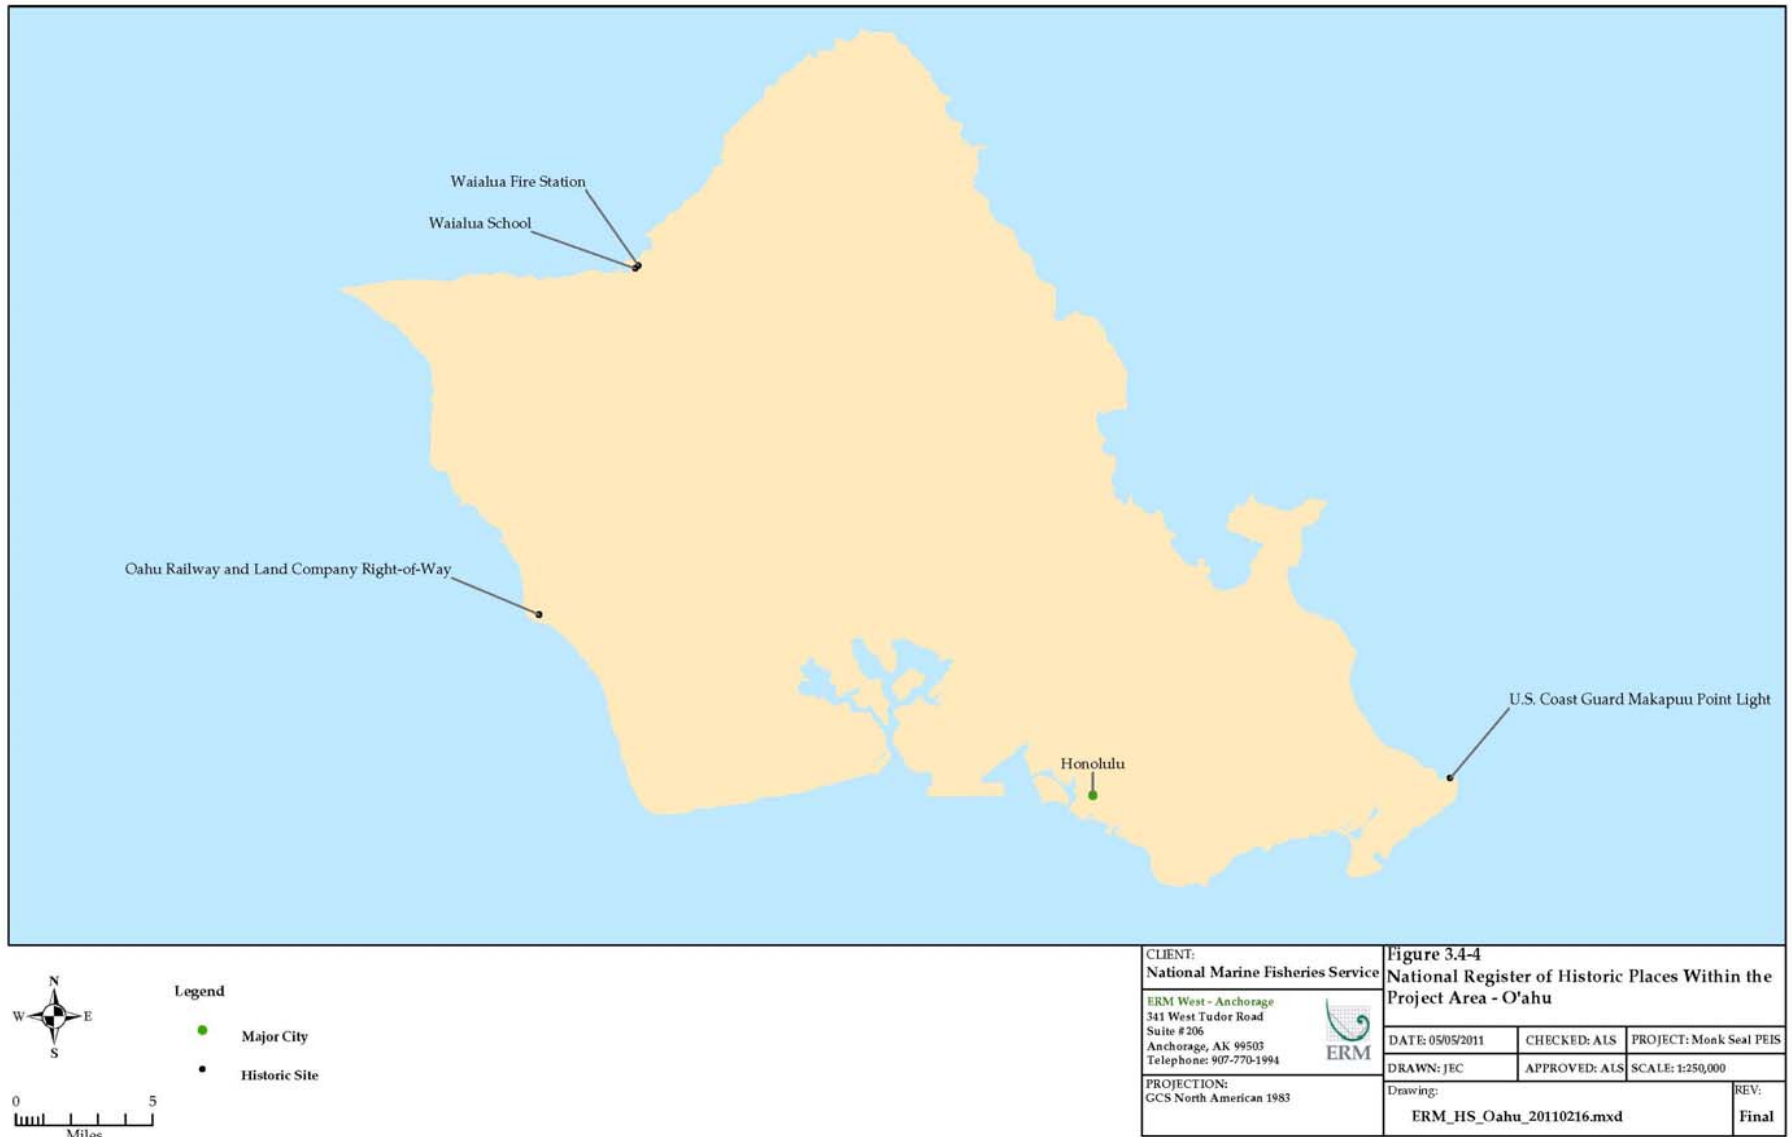 Waialua Fire Station
Waialua School
Oahu Railway and Land Company Right-of-Way
U.S. Coast Guard Makapuu Point Light
Honolulu
N
W E
S
0 5
Miles
Legend
Major City
Historic Site
CLIENT:
National Marine Fisheries Service
ERM West - Anchorage
341 West Tudor Road
Suite #206
Anchorage, AK 99503
Telephone: 907-770-1994
ERM
PROJECTION:
GCS North American 1983
Figure 3.4-4
National Register of Historic Places Within the
Project Area - O'ahu
DATE: 05/05/2011 CHECKED: ALS PROJECT: Monk Seal PEIS
DRAWN: JEC APPROVED: ALS SCALE: 1:250,000
Drawing: REV:
ERM_HS_Oahu_20110216.mxd Final